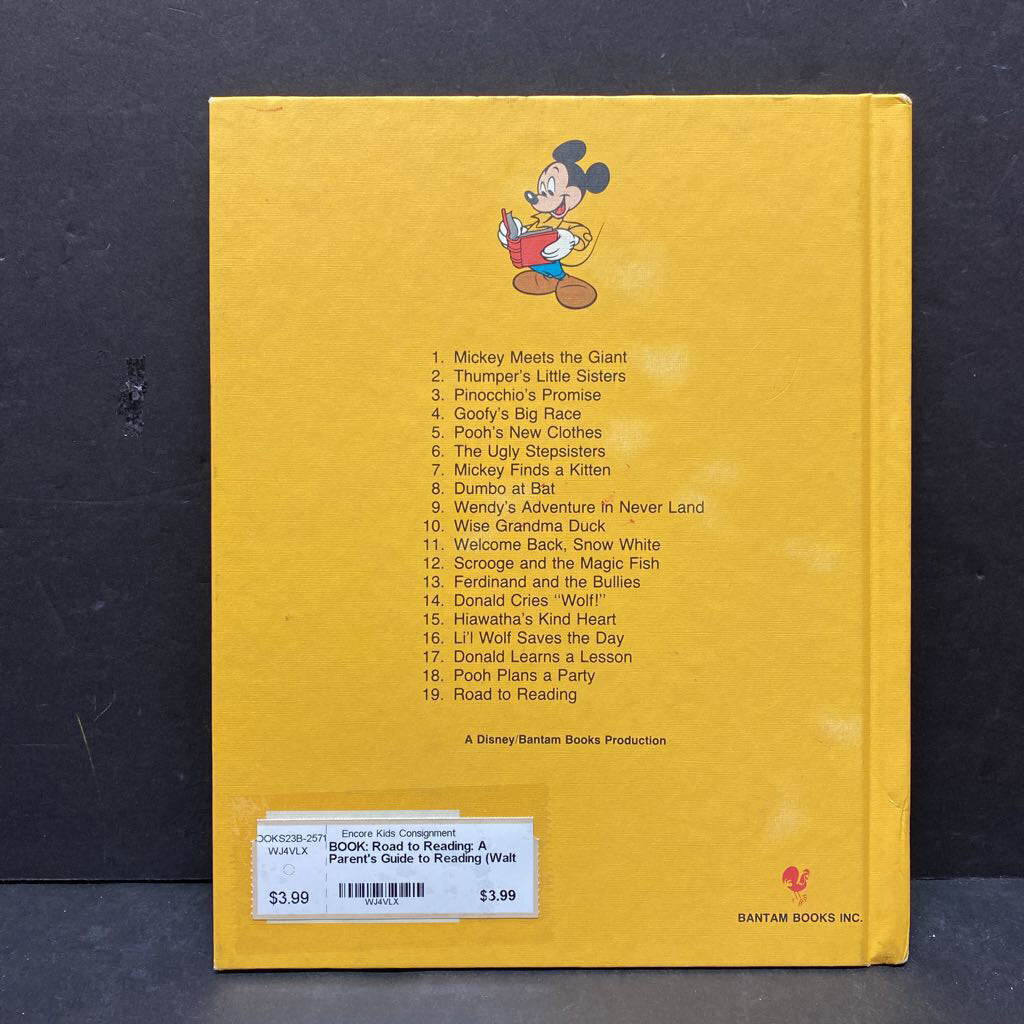 1. Mickey Meets the Giant
2. Thumper's Little Sisters
3. Pinocchio's Promise
4. Goofy's Big Race
5. Pooh's New Clothes
6. The Ugly Stepsisters
7. Mickey Finds a Kitten
8. Dumbo at Bat
9. Wendy's Adventure in Never Land
10. Wise Grandma Duck
11. Welcome Back, Snow White
12. Scrooge and the Magic Fish
13. Ferdinand and the Bullies
14. Donald Cries "Wolf!"
15. Hiawatha's Kind Heart
16. Li'l Wolf Saves the Day
17. Donald Learns a Lesson
18. Pooh Plans a Party
19. Road to Reading
A Disney/Bantam Books Production
OOKS23B-2571
WJ4VLX
$3.99
Encore Kids Consignment
BOOK: Road to Reading: A
Parent's Guide to Reading (Walt
WJ4VLX
$3.99
BANTAM BOOKS INC.